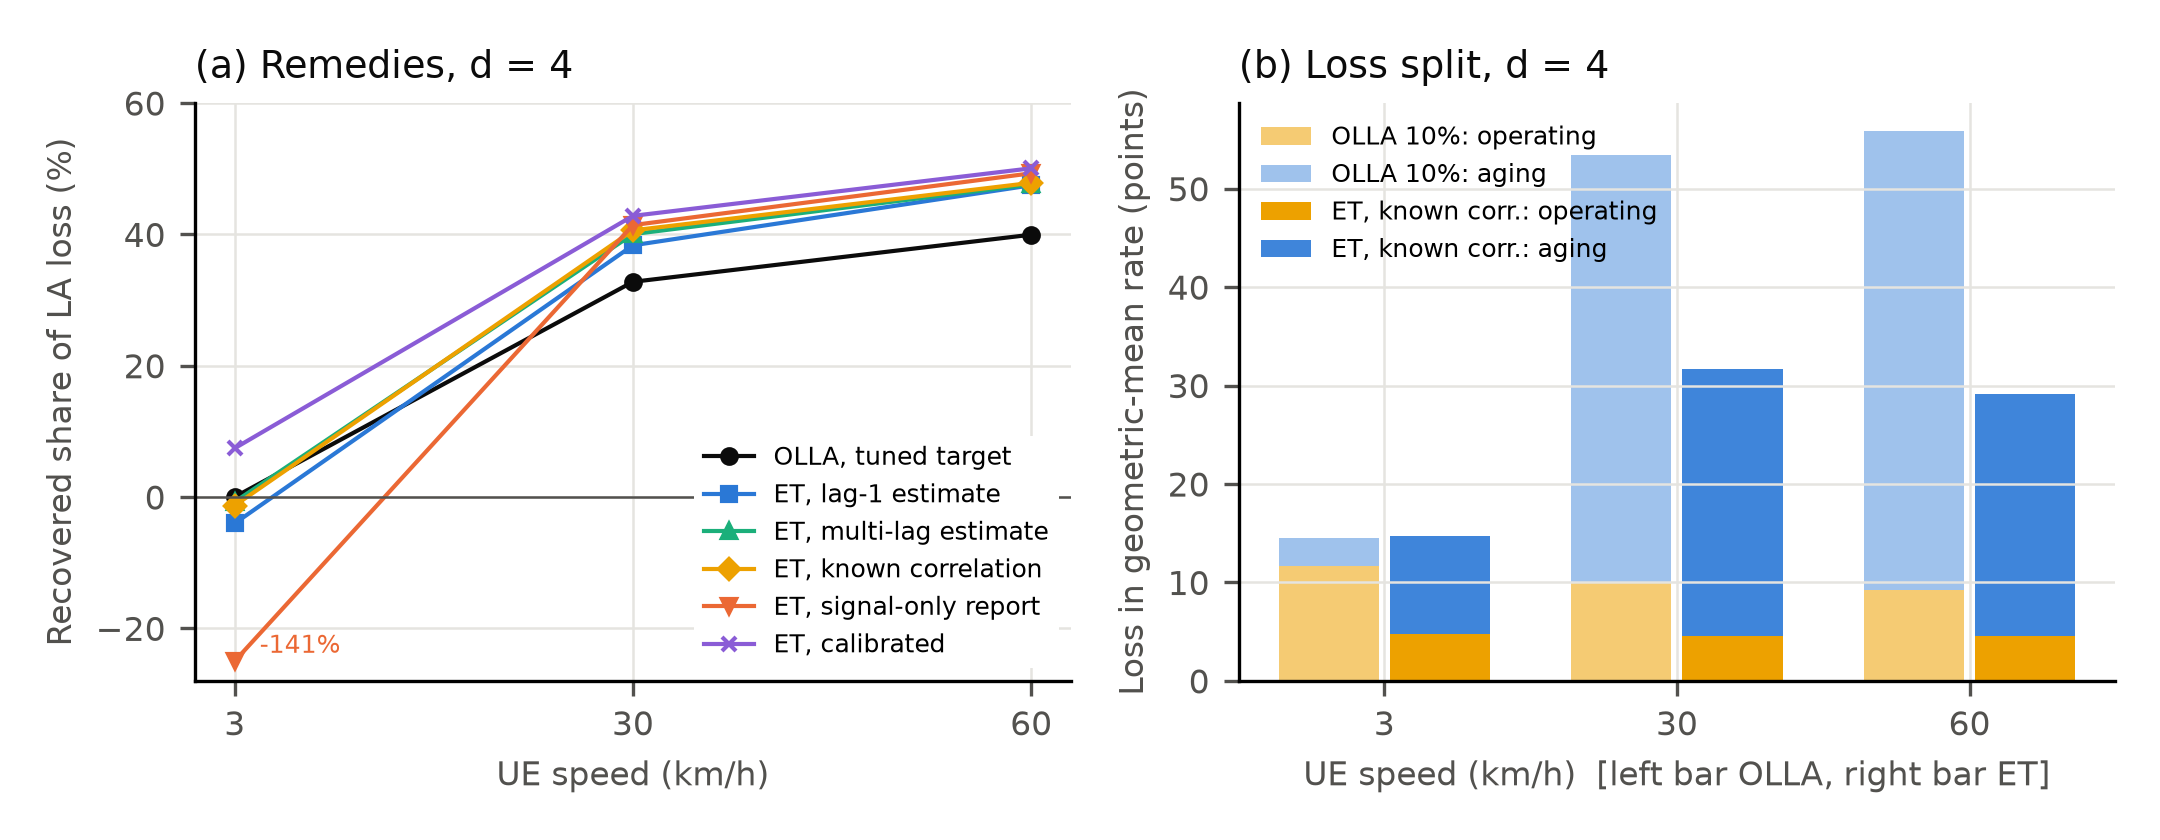 (a) Remedies, d = 4
Recovered share of LA loss (%)
60
40
20
0
−20
-141%
OLLA, tuned target
ET, lag-1 estimate
ET, multi-lag estimate
ET, known correlation
ET, signal-only report
ET, calibrated
3
30
60
UE speed (km/h)
(b) Loss split, d = 4
Loss in geometric-mean rate (points)
50
40
30
20
10
0
OLLA 10%: operating
OLLA 10%: aging
ET, known corr.: operating
ET, known corr.: aging
3
30
60
UE speed (km/h)  [left bar OLLA, right bar ET]